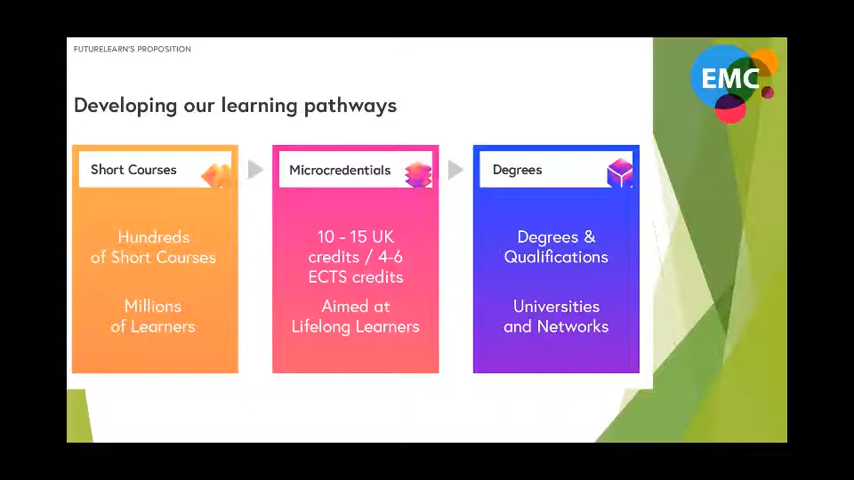 FUTURELEARN'S PROPOSITION
EMC
Developing our learning pathways
Short Courses
Hundreds
of Short Courses
Millions
of Learners
Microcredentials
10 - 15 UK
credits / 4-6
ECTS credits
Aimed at
Lifelong Learners
Degrees
Degrees &
Qualifications
Universities
and Networks